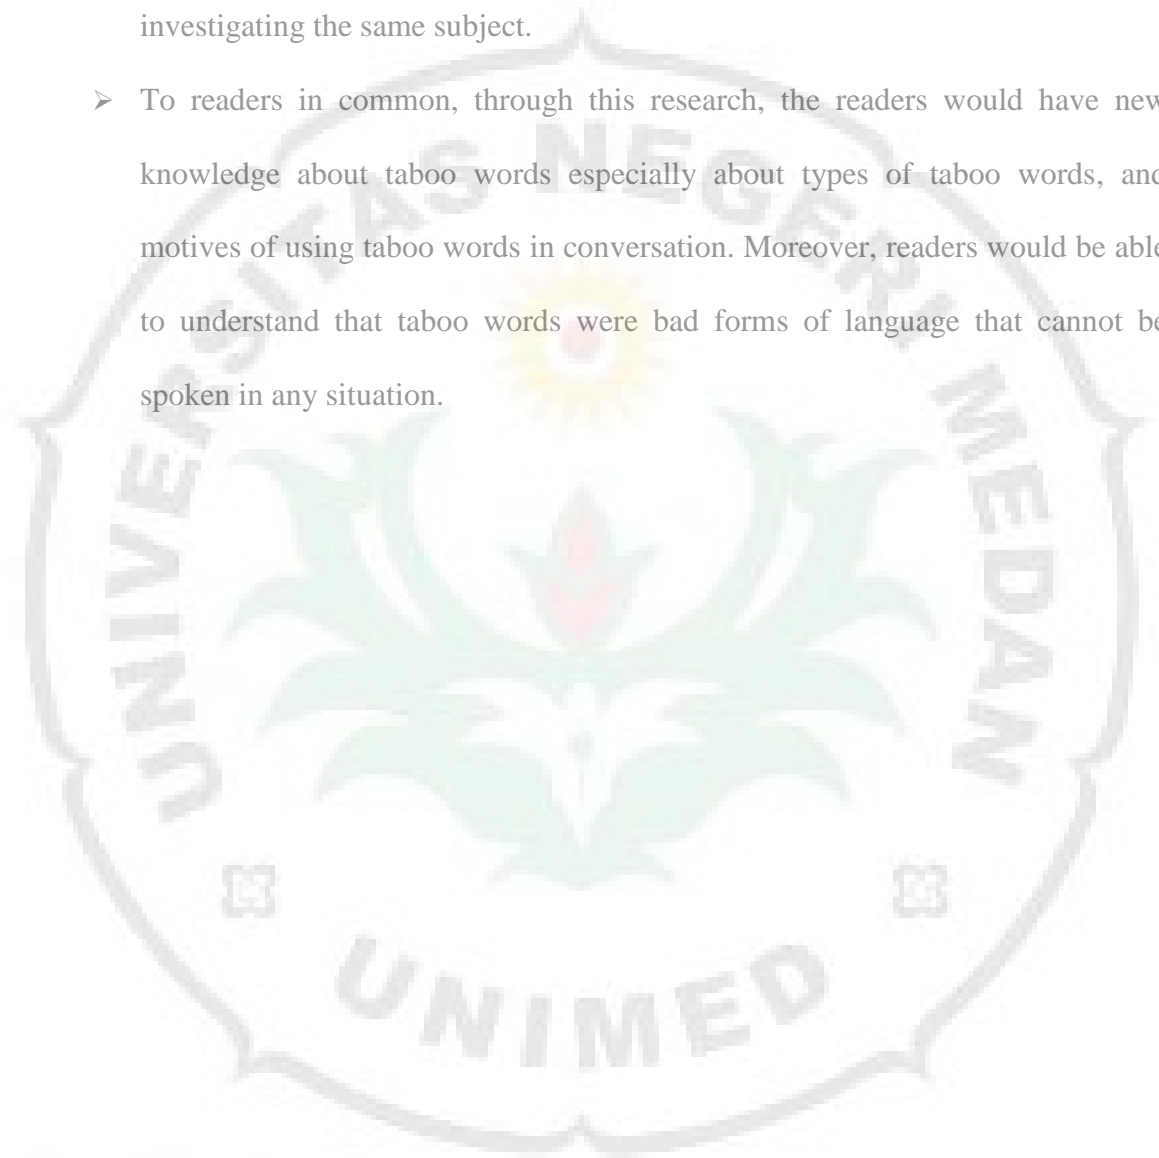 investigating the same subject.
➢ To readers in common, through this research, the readers would have new
knowledge about taboo words especially about types of taboo words, and
motives of using taboo words in conversation. Moreover, readers would be able
to understand that taboo words were bad forms of language that cannot be
spoken in any situation.
UNIVERSITAS NEGERI MEDAN
UNIMED